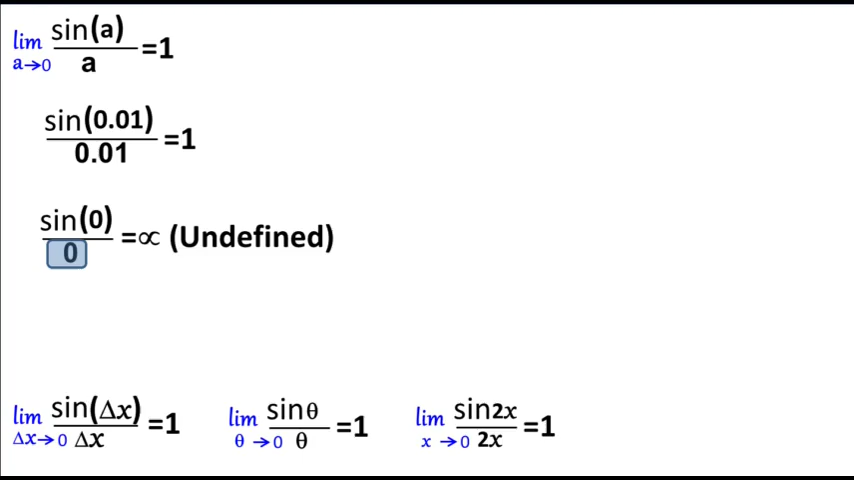 lim a→0 sin(a)/a =1
sin(0.01)/0.01 =1
sin(0)/0 =∝ (Undefined)
lim Δx→0 sin(Δx)/Δx =1 lim θ→0 sinθ/θ =1 lim x→0 sin2x/2x =1